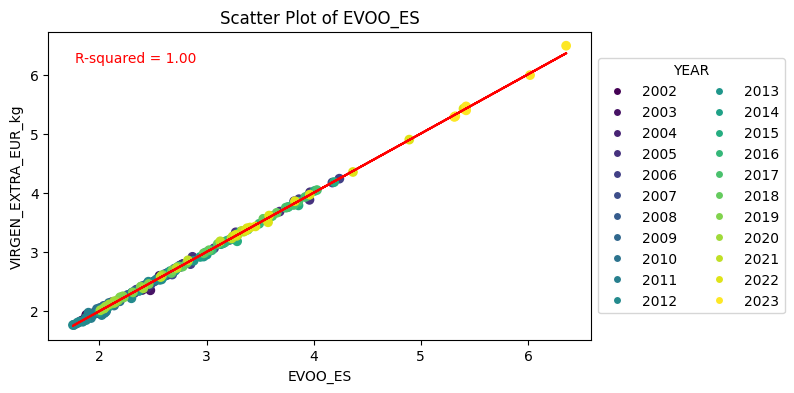 Scatter Plot of EVOO_ES
R-squared = 1.00
VIRGEN_EXTRA_EUR_kg
6
5
4
3
2
2 3 4 5 6
EVOO_ES
YEAR
2002 2013
2003 2014
2004 2015
2005 2016
2006 2017
2007 2018
2008 2019
2009 2020
2010 2021
2011 2022
2012 2023